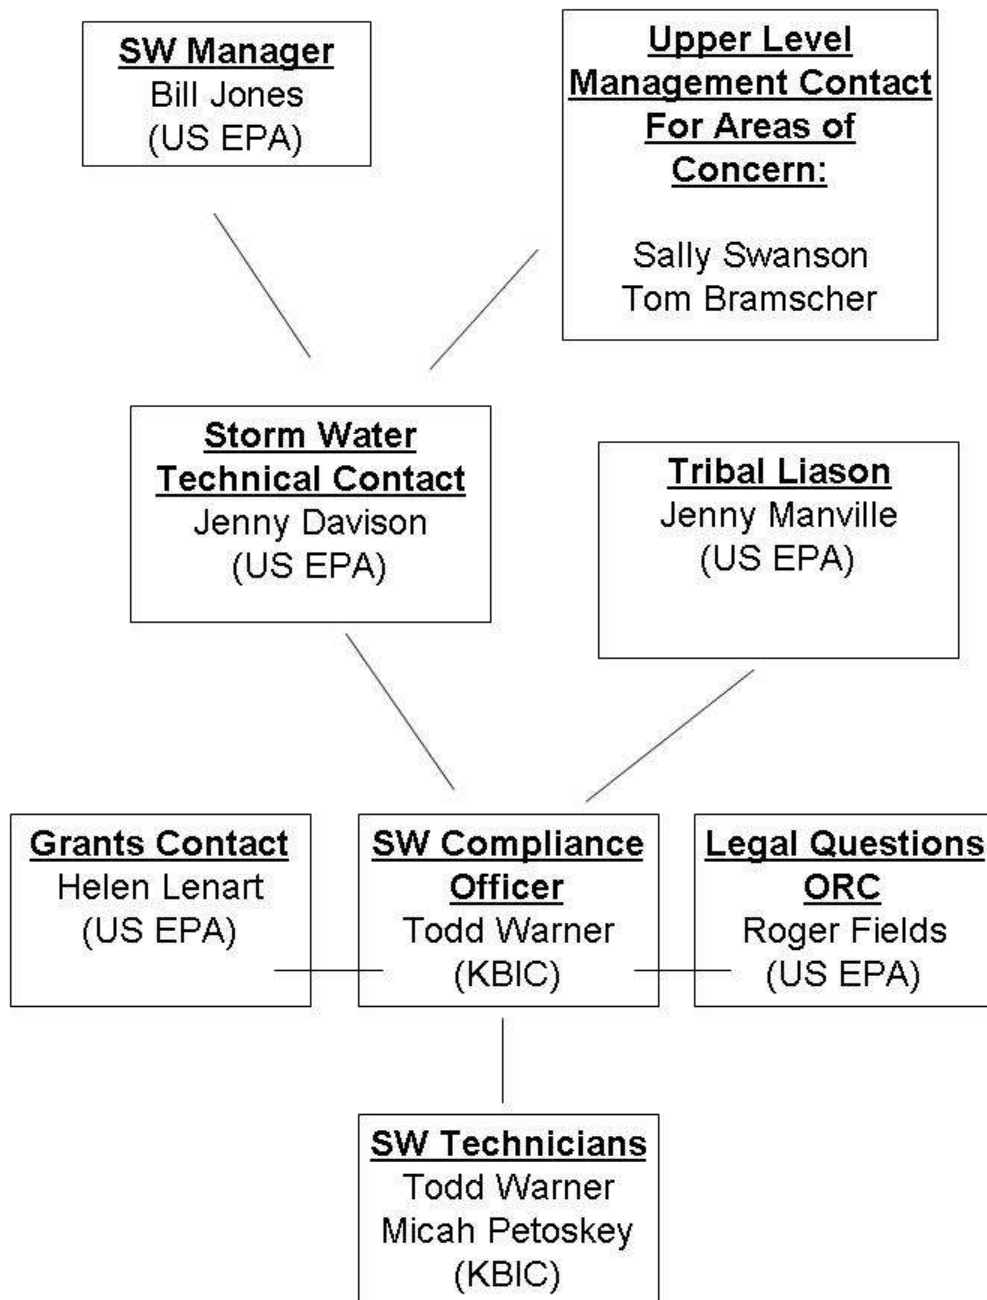 SW Manager
Bill Jones
(US EPA)
Upper Level
Management Contact
For Areas of
Concern:
Sally Swanson
Tom Bramscher
Storm Water
Technical Contact
Jenny Davison
(US EPA)
Tribal Liason
Jenny Manville
(US EPA)
Grants Contact
Helen Lenart
(US EPA)
SW Compliance
Officer
Todd Warner
(KBIC)
Legal Questions
ORC
Roger Fields
(US EPA)
SW Technicians
Todd Warner
Micah Petoskey
(KBIC)